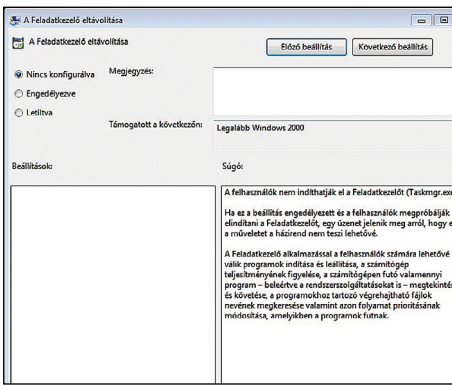 A Feladatkezelő eltávolítása
A Feladatkezelő eltávolítása
Előző beállítás
Következő beállítás
Nincs konfigurálva
Megjegyzés:
Engedélyezve
Letiltva
Támogatott a következőn:
Legalább Windows 2000
Beállítások:
Súgó:
A felhasználók nem indíthatják el a Feladatkezelőt (Taskmgr.exe
Ha ez a beállítás engedélyezett és a felhasználók megpróbálják
elindítani a Feladatkezelőt, egy üzenet jelenik meg arról, hogy e
a műveletet a házirend nem teszi lehetővé.
A Feladatkezelő alkalmazással a felhasználók számára lehetővé
válik programok indítása és leállítása, a számítógép
teljesítményének figyelése, a számítógépen futó valamennyi
program – beleértve a rendszerszolgáltatásokat is – megtekintés
és követése, a programokhoz tartozó végrehajtható fájlok
nevének megkeresése valamint azon folyamat prioritásának
módosítása, amelyikben a programok futnak.